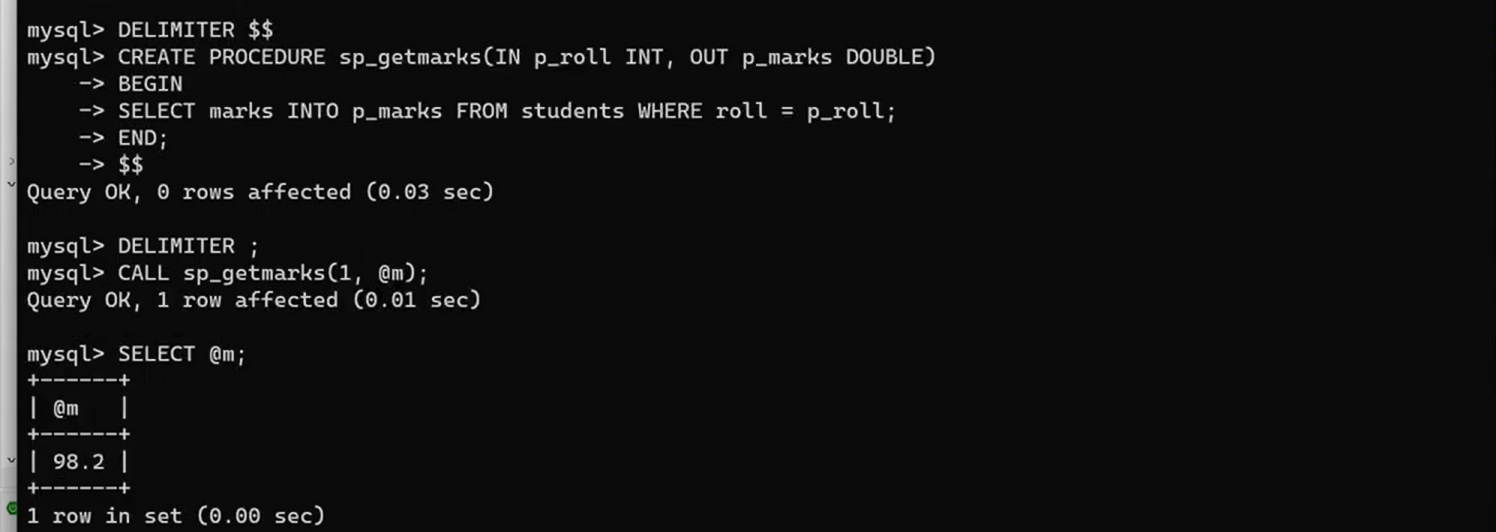 mysql> DELIMITER $$
mysql> CREATE PROCEDURE sp_getmarks(IN p_roll INT, OUT p_marks DOUBLE)
    -> BEGIN
    -> SELECT marks INTO p_marks FROM students WHERE roll = p_roll;
    -> END;
    -> $$
Query OK, 0 rows affected (0.03 sec)

mysql> DELIMITER ;
mysql> CALL sp_getmarks(1, @m);
Query OK, 1 row affected (0.01 sec)

mysql> SELECT @m;
+------+
| @m   |
+------+
| 98.2 |
+------+
1 row in set (0.00 sec)